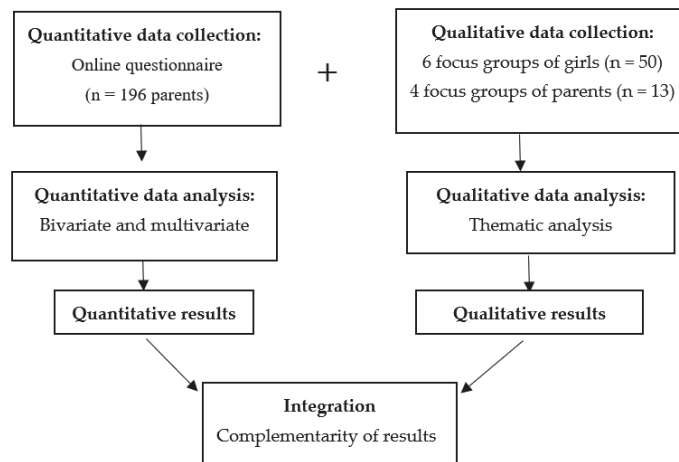 Quantitative data collection:
Online questionnaire
(n = 196 parents)
+
Qualitative data collection:
6 focus groups of girls (n = 50)
4 focus groups of parents (n = 13)
Quantitative data analysis:
Bivariate and multivariate
Qualitative data analysis:
Thematic analysis
Quantitative results
Qualitative results
Integration
Complementarity of results